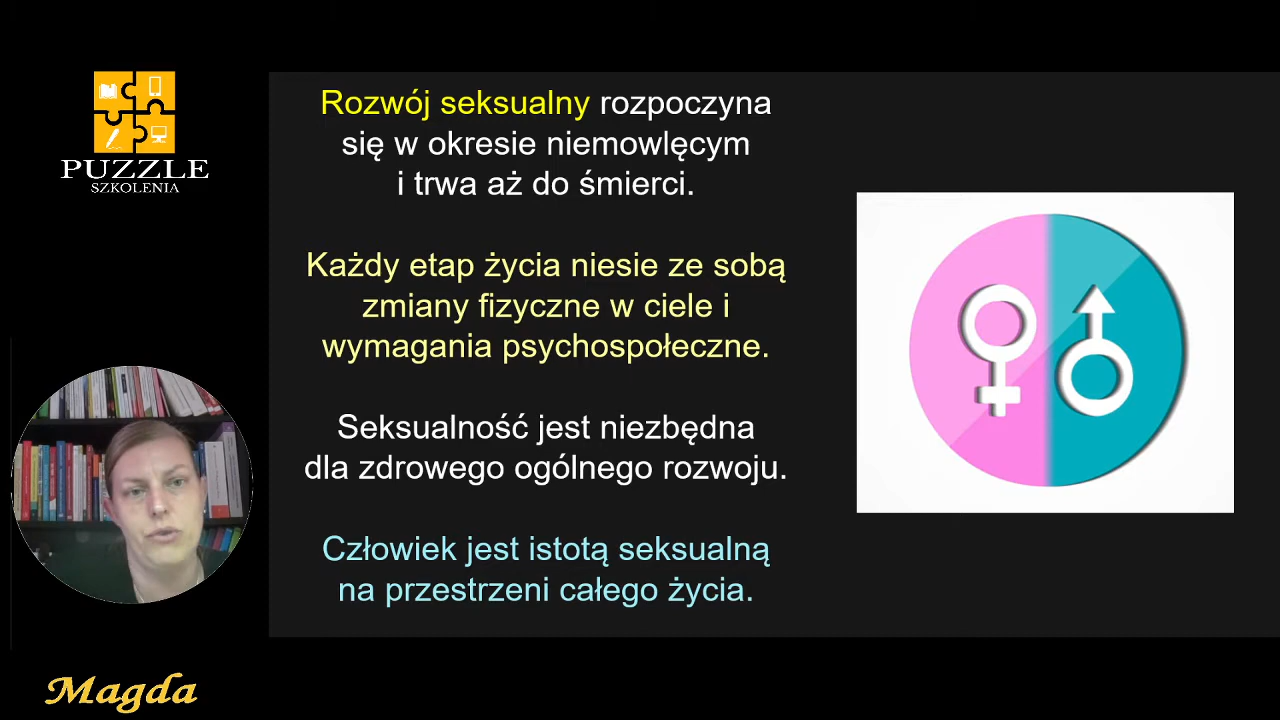 PUZZLE
SZKOLENIA
Rozwój seksualny rozpoczyna
się w okresie niemowlęcym
i trwa aż do śmierci.
Każdy etap życia niesie ze sobą
zmiany fizyczne w ciele i
wymagania psychospołeczne.
Seksualność jest niezbędna
dla zdrowego ogólnego rozwoju.
Człowiek jest istotą seksualną
na przestrzeni całego życia.
Magda